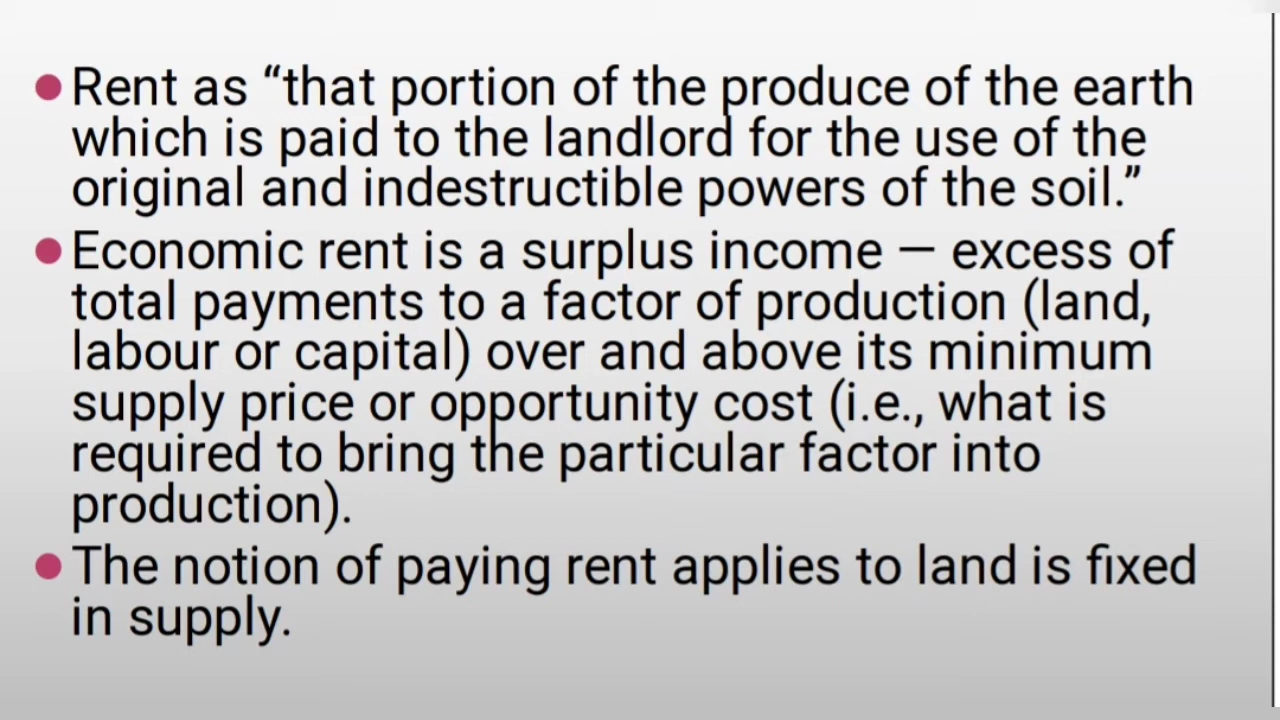 ● Rent as “that portion of the produce of the earth
which is paid to the landlord for the use of the
original and indestructible powers of the soil.”
● Economic rent is a surplus income — excess of
total payments to a factor of production (land,
labour or capital) over and above its minimum
supply price or opportunity cost (i.e., what is
required to bring the particular factor into
production).
● The notion of paying rent applies to land is fixed
in supply.